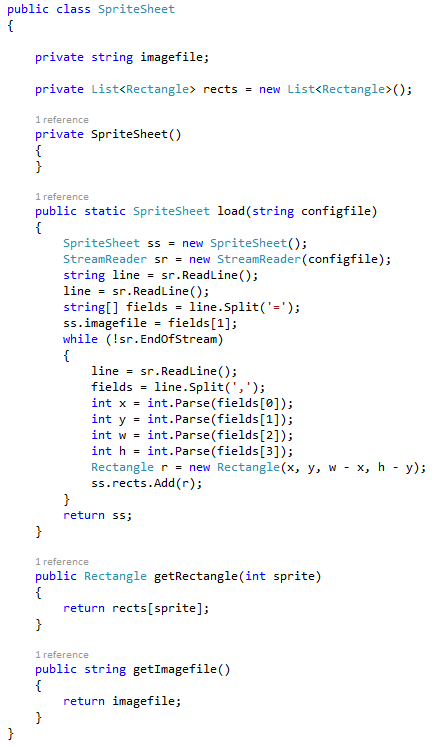 public class SpriteSheet
{
private string imagefile;
private List<Rectangle> rects = new List<Rectangle>();
1 reference
private SpriteSheet()
{
}
1 reference
public static SpriteSheet load(string configfile)
{
SpriteSheet ss = new SpriteSheet();
StreamReader sr = new StreamReader(configfile);
string line = sr.ReadLine();
line = sr.ReadLine();
string[] fields = line.Split('=');
ss.imagefile = fields[1];
while (!sr.EndOfStream)
{
line = sr.ReadLine();
fields = line.Split(',');
int x = int.Parse(fields[0]);
int y = int.Parse(fields[1]);
int w = int.Parse(fields[2]);
int h = int.Parse(fields[3]);
Rectangle r = new Rectangle(x, y, w - x, h - y);
ss.rects.Add(r);
}
return ss;
}
1 reference
public Rectangle getRectangle(int sprite)
{
return rects[sprite];
}
1 reference
public string getImagefile()
{
return imagefile;
}
}